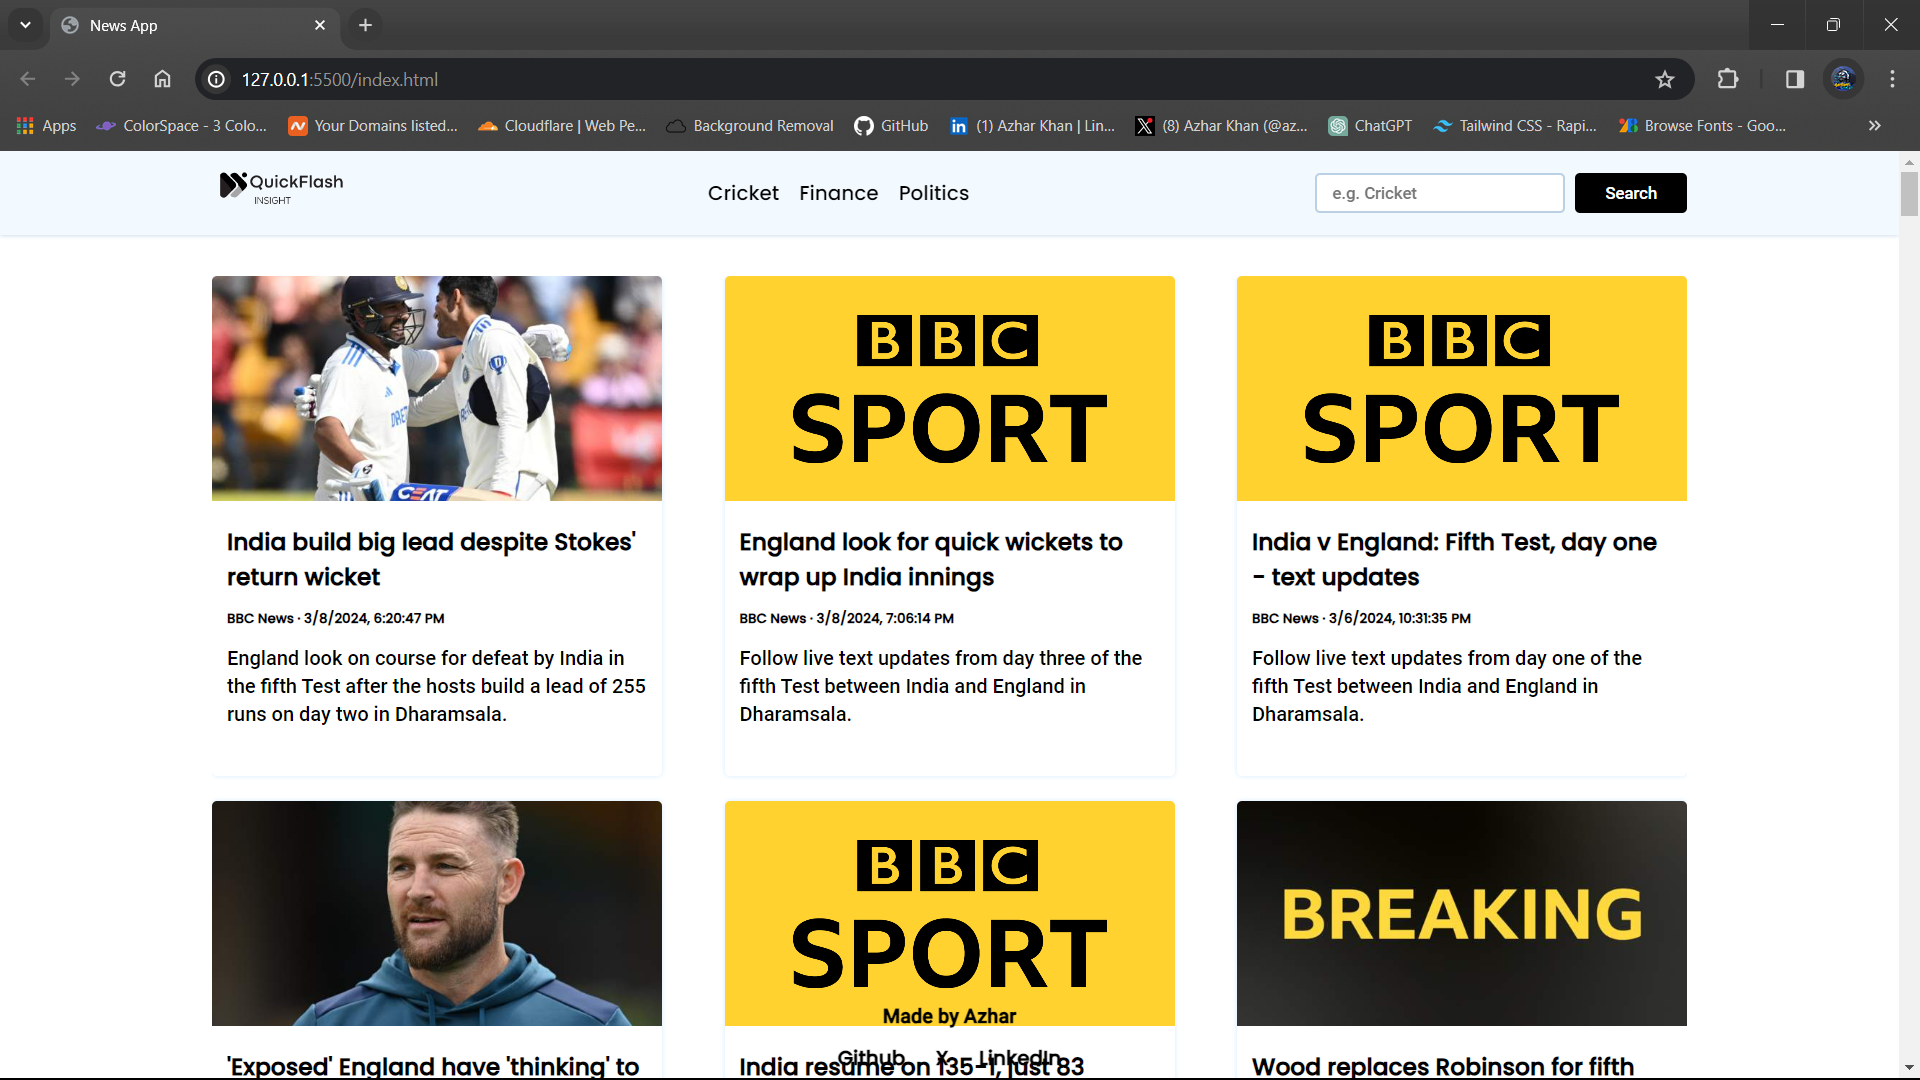 News App
127.0.0.1:5500/index.html
Apps
ColorSpace - 3 Colo...
Your Domains listed...
Cloudflare | Web Pe...
Background Removal
GitHub
(1) Azhar Khan | Lin...
(8) Azhar Khan (@az...
ChatGPT
Tailwind CSS - Rapi...
Browse Fonts - Goo...
QuickFlash
INSIGHT
Cricket
Finance
Politics
e.g. Cricket
Search
CEAT
BBC
SPORT
BBC
SPORT
India build big lead despite Stokes'
return wicket
BBC News · 3/8/2024, 6:20:47 PM
England look on course for defeat by India in
the fifth Test after the hosts build a lead of 255
runs on day two in Dharamsala.
England look for quick wickets to
wrap up India innings
BBC News · 3/8/2024, 7:06:14 PM
Follow live text updates from day three of the
fifth Test between India and England in
Dharamsala.
India v England: Fifth Test, day one
- text updates
BBC News · 3/6/2024, 10:31:35 PM
Follow live text updates from day one of the
fifth Test between India and England in
Dharamsala.
BBC
SPORT
BREAKING
Made by Azhar
Github
X
LinkedIn
'Exposed' England have 'thinking' to
India resume on 135-1, just 83
Wood replaces Robinson for fifth